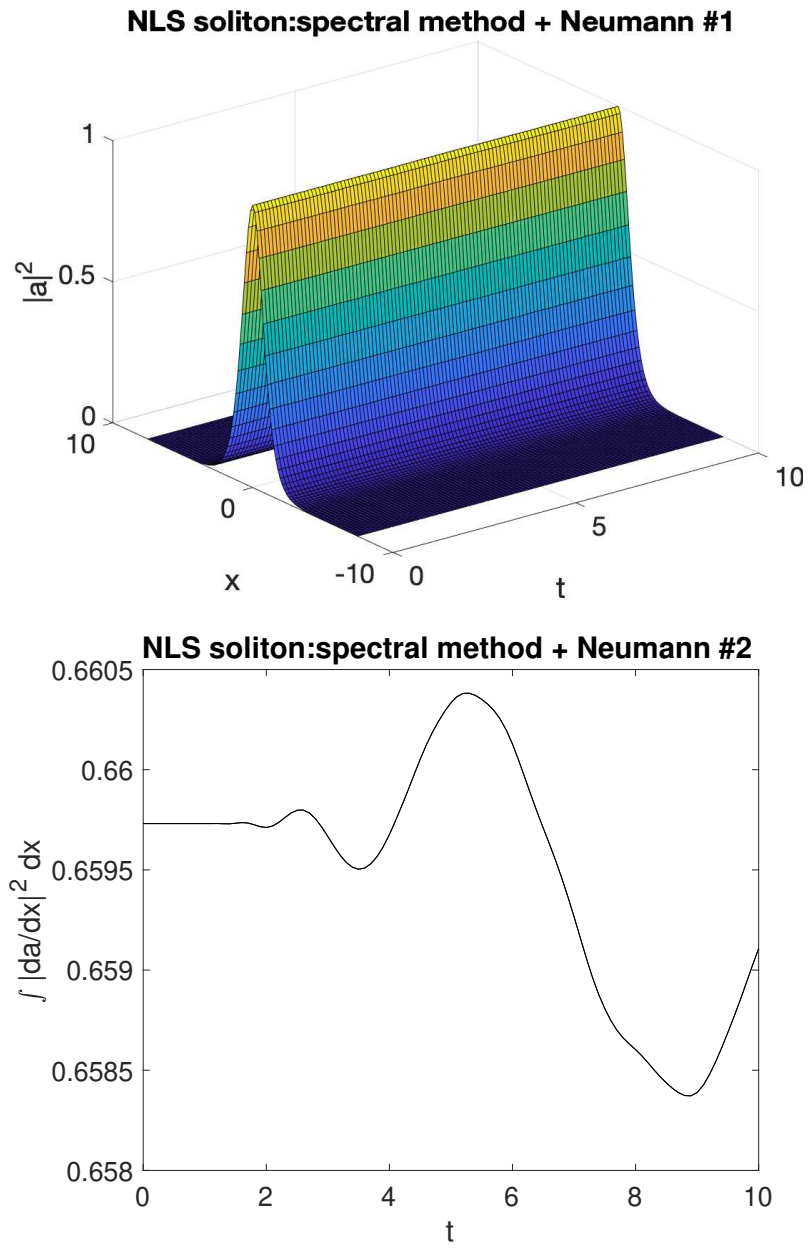 NLS soliton:spectral method + Neumann #1
1
0.5
0
|a|²
10
0
-10
x
0
5
10
t
NLS soliton:spectral method + Neumann #2
0.6605
0.66
0.6595
0.659
0.6585
0.658
∫ |da/dx|² dx
0 2 4 6 8 10
t